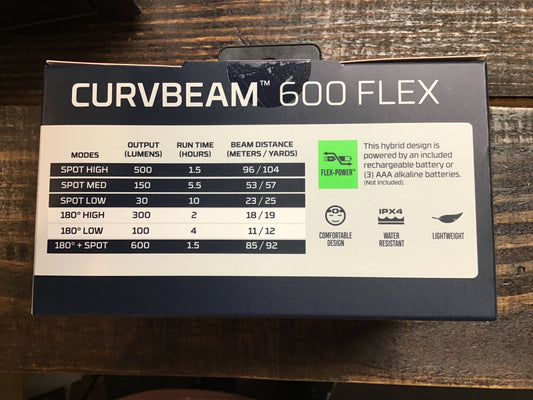 CURVBEAM™ 600 FLEX
MODES OUTPUT (LUMENS) RUN TIME (HOURS) BEAM DISTANCE (METERS / YARDS)
SPOT HIGH 500 1.5 96 / 104
SPOT MED 150 5.5 53 / 57
SPOT LOW 30 10 23 / 25
180° HIGH 300 2 18 / 19
180° LOW 100 4 11 / 12
180° + SPOT 600 1.5 85 / 92
FLEX-POWER™
This hybrid design is
powered by an included
rechargeable battery or
(3) AAA alkaline batteries.
(Not Included).
COMFORTABLE
DESIGN
IPX4
WATER
RESISTANT
LIGHTWEIGHT